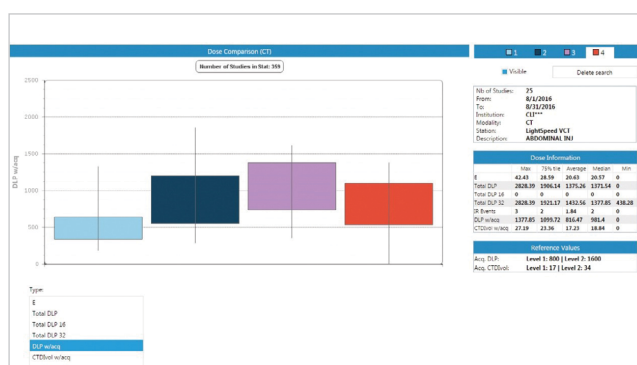 Dose Comparison (CT)
Number of Studies in Stat: 359
DLP w/acq
2500
2000
1500
1000
500
0
Type:
E
Total DLP
Total DLP 16
Total DLP 32
DLP w/acq
CTDIvol w/acq
1 2 3 4
Visible Delete search
Nb of Studies: 25
From: 8/1/2016
To: 8/31/2016
Institution: CLI***
Modality: CT
Station: LightSpeed VCT
Description: ABDOMINAL INJ
Dose Information
Max 75% tile Average Median Min
E 42.43 28.59 20.63 20.57 0
Total DLP 2828.39 1906.14 1375.26 1371.54 0
Total DLP 16 0 0 0 0 0
Total DLP 32 2828.39 1921.17 1432.56 1377.85 438.28
IR Events 3 2 1.84 2 0
DLP w/acq 1377.85 1099.72 816.47 981.4 0
CTDIvol w/acq 27.19 23.36 17.23 18.84 0
Reference Values
Acq. DLP: Level 1: 800 | Level 2: 1600
Acq. CTDIvol: Level 1: 17 | Level 2: 34